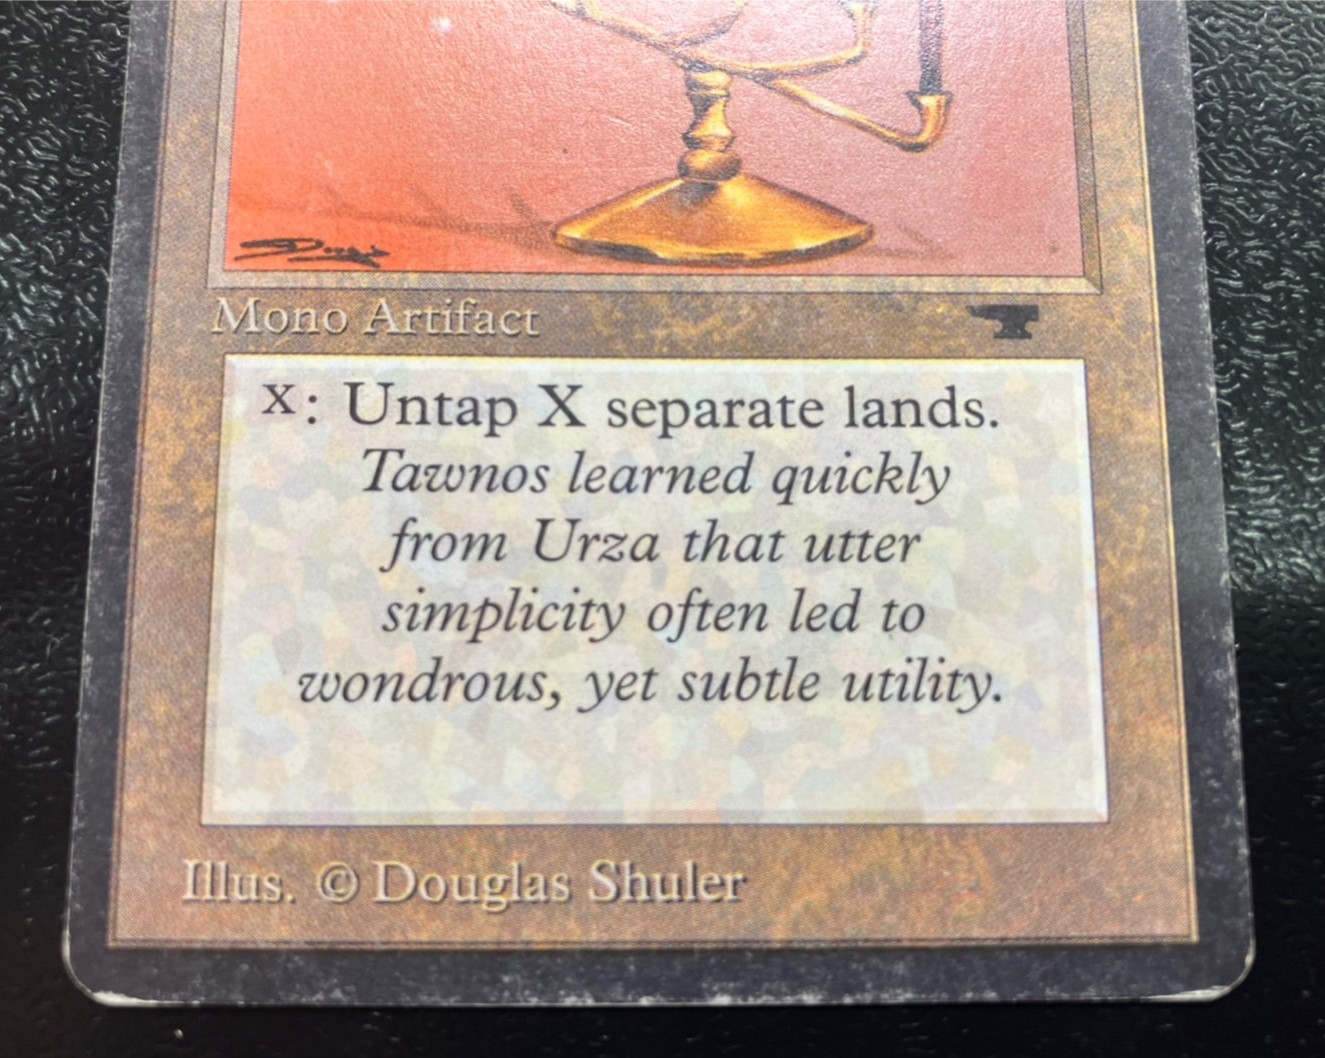 Mono Artifact
X: Untap X separate lands.
Tawnos learned quickly
from Urza that utter
simplicity often led to
wondrous, yet subtle utility.
Illus. © Douglas Shuler